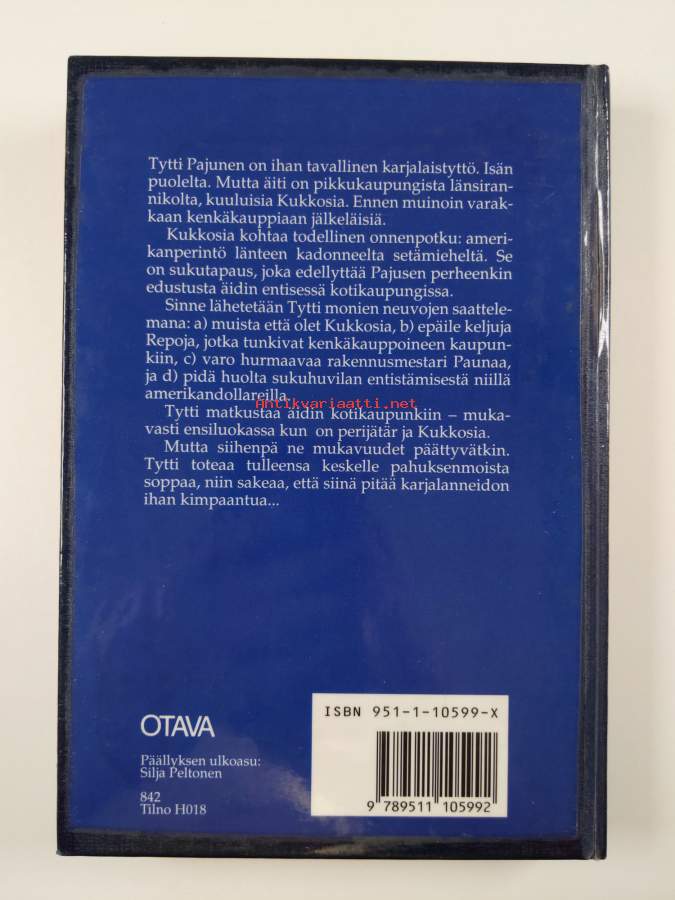 Tytti Pajunen on ihan tavallinen karjalaistyttö. Isän
puolelta. Mutta äiti on pikkukaupungista länsiran-
nikolta, kuuluisia Kukkosia. Ennen muinoin varak-
kaan kenkäkauppiaan jälkeläisiä.
Kukkosia kohtaa todellinen onnenpotku: ameri-
kanperintö länteen kadonneelta setämieheltä. Se
on sukutapaus, joka edellyttää Pajusen perheenkin
edustusta äidin entisessä kotikaupungissa.
Sinne lähetetään Tytti monien neuvojen saattele-
mana: a) muista että olet Kukkosia, b) epäile keljuja
Repoja, jotka tunkivat kenkäkauppoineen kaupun-
kiin, c) varo hurmaavaa rakennusmestari Paunaa,
ja d) pidä huolta sukuhuvilan entistämisestä niillä
amerikandollareilla.
Antikvariaatti.net
Tytti matkustaa äidin kotikaupunkiin – muka-
vasti ensiluokassa kun on perijätär ja Kukkosia.
Mutta siihenpä ne mukavuudet päättyvätkin.
Tytti toteaa tulleensa keskelle pahuksenmoista
soppaa, niin sakeaa, että siinä pitää karjalanneidon
ihan kimpaantua...
OTAVA
Päällyksen ulkoasu:
Silja Peltonen
842
Tilno H018
ISBN 951-1-10599-X
9 789511 105992